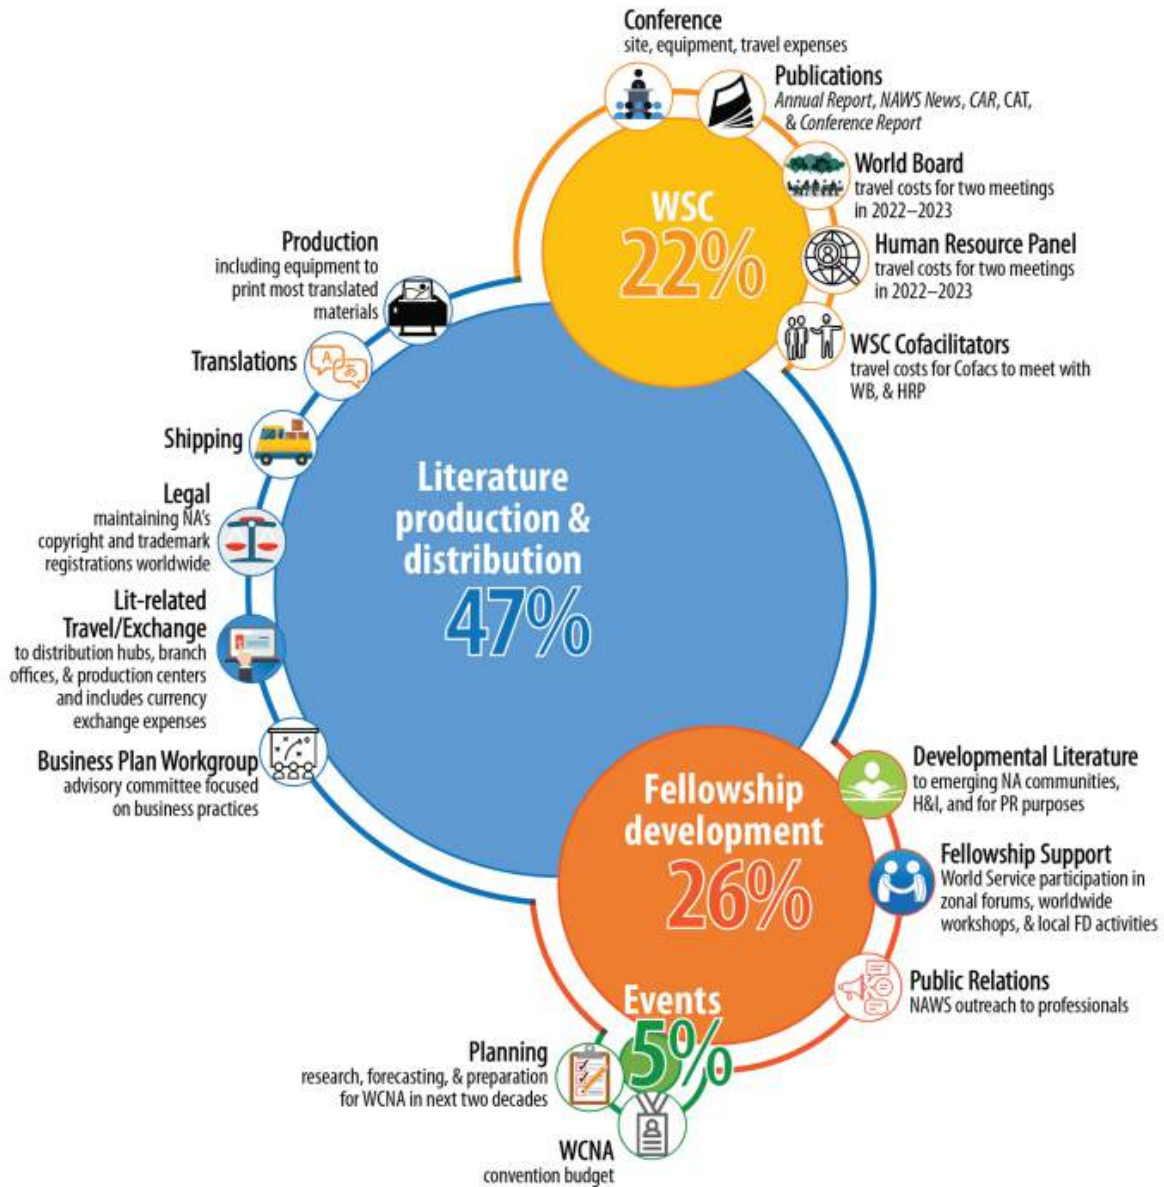 Conference
site, equipment, travel expenses
Publications
Annual Report, NAWS News, CAR, CAT,
& Conference Report
World Board
travel costs for two meetings
in 2022–2023
Human Resource Panel
travel costs for two meetings
in 2022–2023
WSC Cofacilitators
travel costs for Cofacs to meet with
WB, & HRP
WSC
22%
Production
including equipment to
print most translated
materials
Translations
A
あ
Shipping
Legal
maintaining NA's
copyright and trademark
registrations worldwide
Lit-related
Travel/Exchange
to distribution hubs, branch
offices, & production centers
and includes currency
exchange expenses
Business Plan Workgroup
advisory committee focused
on business practices
Literature
production &
distribution
47%
Fellowship
development
26%
Developmental Literature
to emerging NA communities,
H&I, and for PR purposes
Fellowship Support
World Service participation in
zonal forums, worldwide
workshops, & local FD activities
Public Relations
NAWS outreach to professionals
Events
5%
Planning
research, forecasting, & preparation
for WCNA in next two decades
WCNA
convention budget